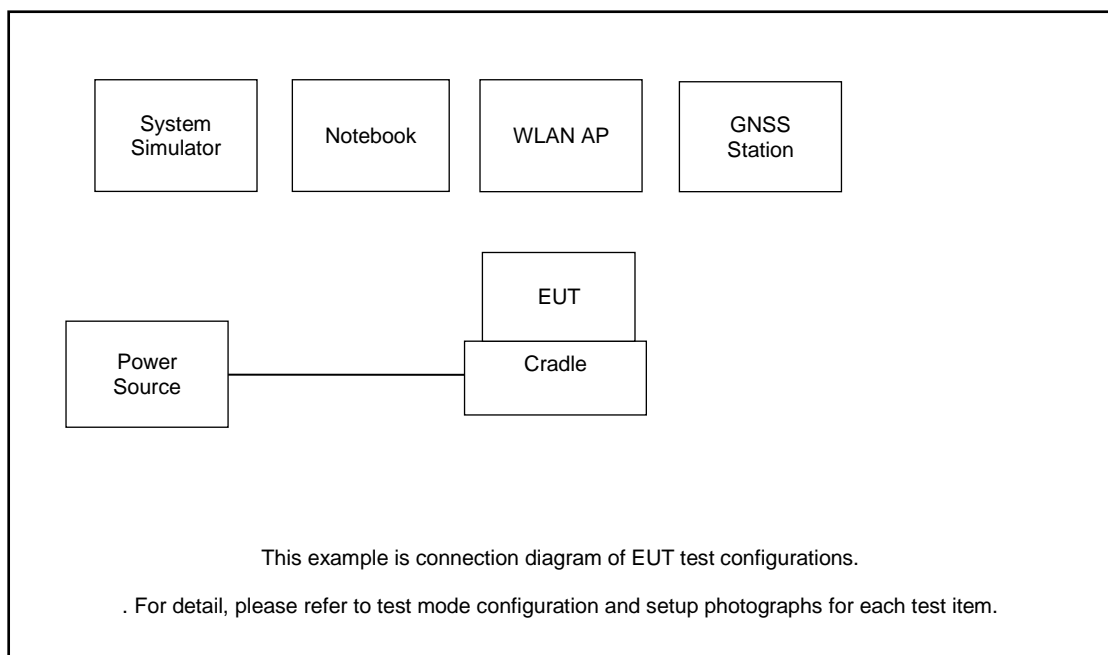 System
Simulator
Notebook
WLAN AP
GNSS
Station
EUT
Cradle
Power
Source
This example is connection diagram of EUT test configurations.
. For detail, please refer to test mode configuration and setup photographs for each test item.